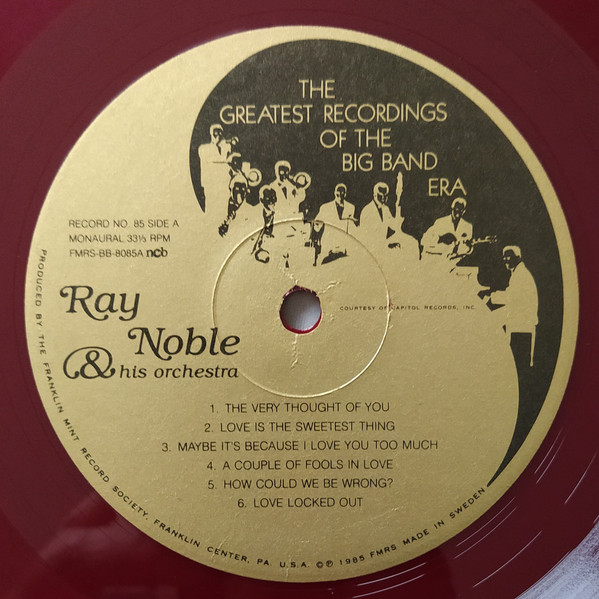 THE
GREATEST RECORDINGS
OF THE
BIG BAND
ERA
RECORD NO. 85 SIDE A
MONAURAL 33⅓ RPM
FMRS-BB-8085A ncb
Ray
Noble
& his orchestra
COURTESY OF CAPITOL RECORDS, INC.
1. THE VERY THOUGHT OF YOU
2. LOVE IS THE SWEETEST THING
3. MAYBE IT'S BECAUSE I LOVE YOU TOO MUCH
4. A COUPLE OF FOOLS IN LOVE
5. HOW COULD WE BE WRONG?
6. LOVE LOCKED OUT
PRODUCED BY THE FRANKLIN MINT RECORD SOCIETY, FRANKLIN CENTER, PA. U.S.A. © ℗ 1985 FMRS MADE IN SWEDEN